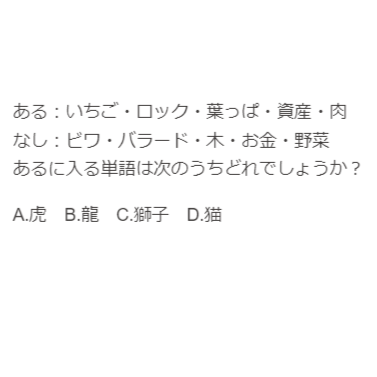 ある：いちご・ロック・葉っぱ・資産・肉
なし：ビワ・バラード・木・お金・野菜
あるに入る単語は次のうちどれでしょうか？
A.虎　B.龍　C.獅子　D.猫